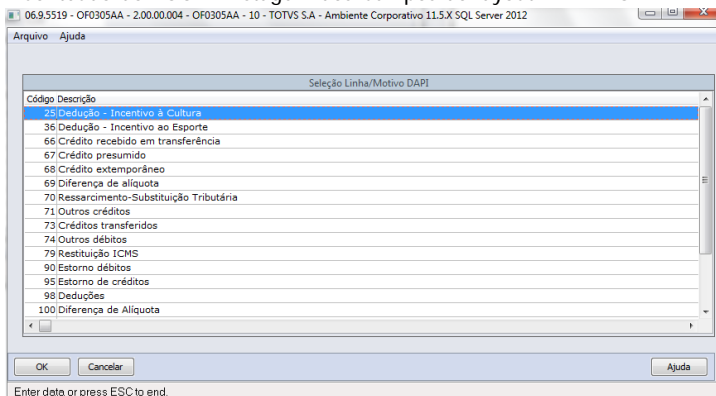 06.9.5519 - OF0305AA - 2.00.00.004 - OF0305AA - 10 - TOTVS S.A - Ambiente Corporativo 11.5.X SQL Server 2012
Arquivo Ajuda
Seleção Linha/Motivo DAPI
Código Descrição
25 Dedução - Incentivo à Cultura
36 Dedução - Incentivo ao Esporte
66 Crédito recebido em transferência
67 Crédito presumido
68 Crédito extemporâneo
69 Diferença de alíquota
70 Ressarcimento-Substituição Tributária
71 Outros créditos
73 Créditos transferidos
74 Outros débitos
79 Restituição ICMS
90 Estorno débitos
95 Estorno de créditos
98 Deduções
100 Diferença de Alíquota
OK Cancelar Ajuda
Enter data or press ESC to end.